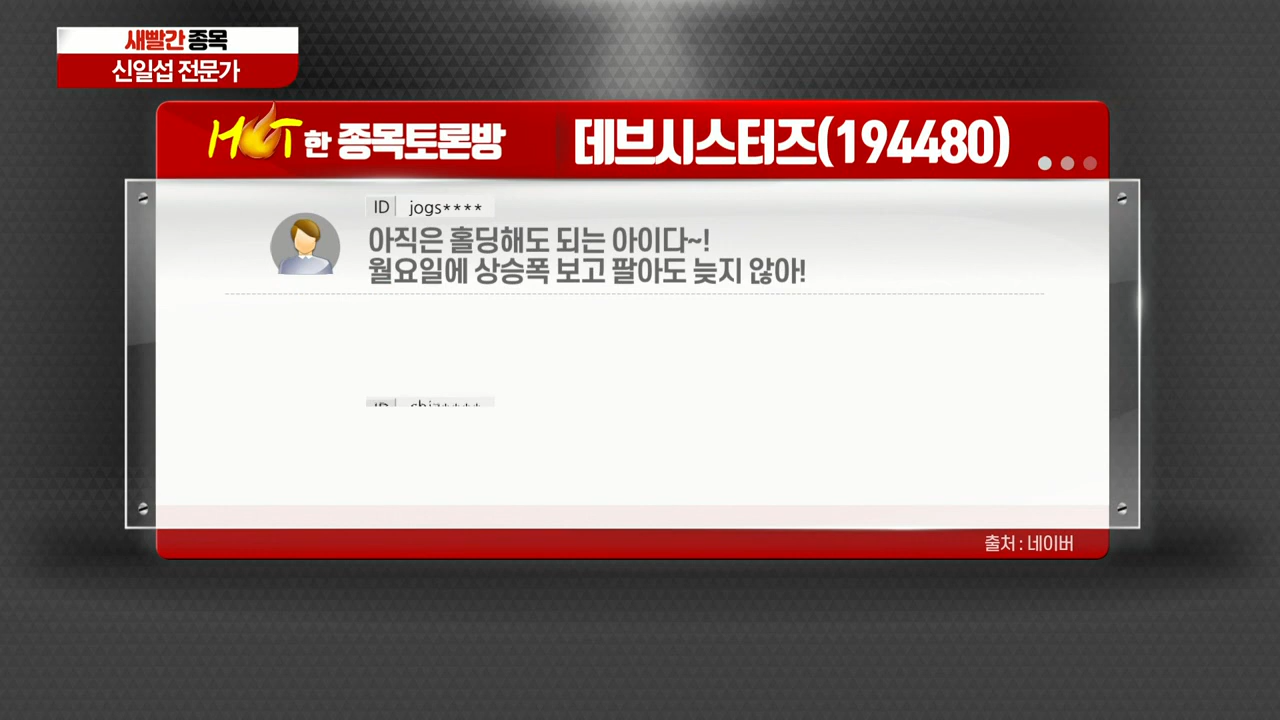 새빨간 종목
신일섭 전문가
HOT한 종목토론방
데브시스터즈(194480)
ID jogs****
아직은 홀딩해도 되는 아이다~!
월요일에 상승폭 보고 팔아도 늦지 않아!
출처 : 네이버